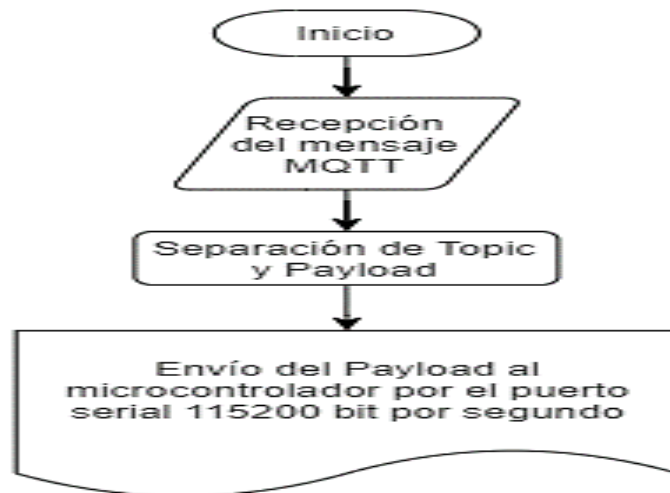 Inicio
Recepción
del mensaje
MQTT
Separación de Topic
y Payload
Envío del Payload al
microcontrolador por el puerto
serial 115200 bit por segundo